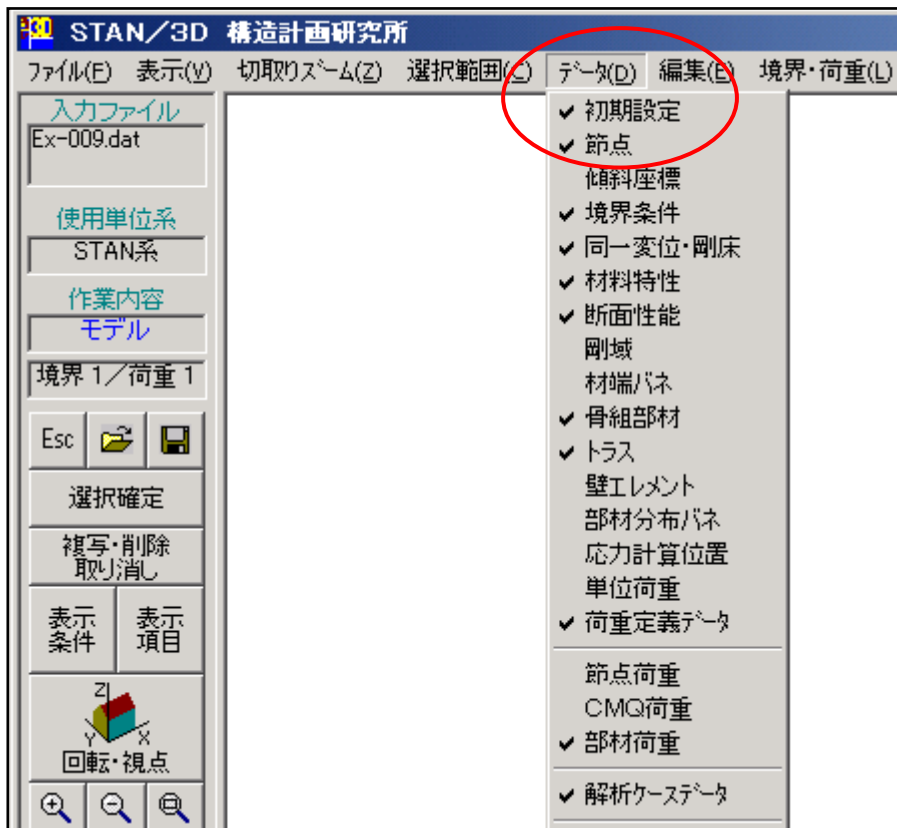 STAN/3D 構造計画研究所
ﾌｧｲﾙ(F) 表示(V) 切取りｽﾞｰﾑ(Z) 選択範囲(C) ﾃﾞｰﾀ(D) 編集(E) 境界・荷重(L)
入力ファイル
Ex-009.dat
使用単位系
STAN系
作業内容
モデル
境界 1/荷重 1
Esc
選択確定
複写・削除
取り消し
表示
条件
表示
項目
Z
Y X
回転・視点
初期設定
節点
傾斜座標
境界条件
同一変位・剛床
材料特性
断面性能
剛域
材端バネ
骨組部材
トラス
壁エレメント
部材分布バネ
応力計算位置
単位荷重
荷重定義ﾃﾞｰﾀ
節点荷重
CMQ荷重
部材荷重
解析ｹｰｽﾃﾞｰﾀ